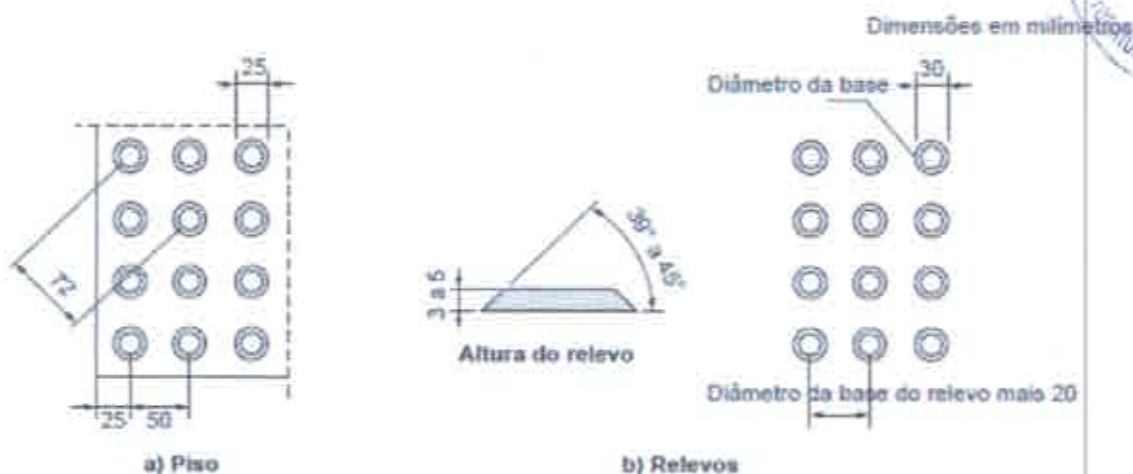 Dimensões em milímetros
25
Diâmetro da base
30
72
39° a 45°
3 a 5
Altura do relevo
25 50
Diâmetro da base do relevo mais 20
a) Piso
b) Relevos